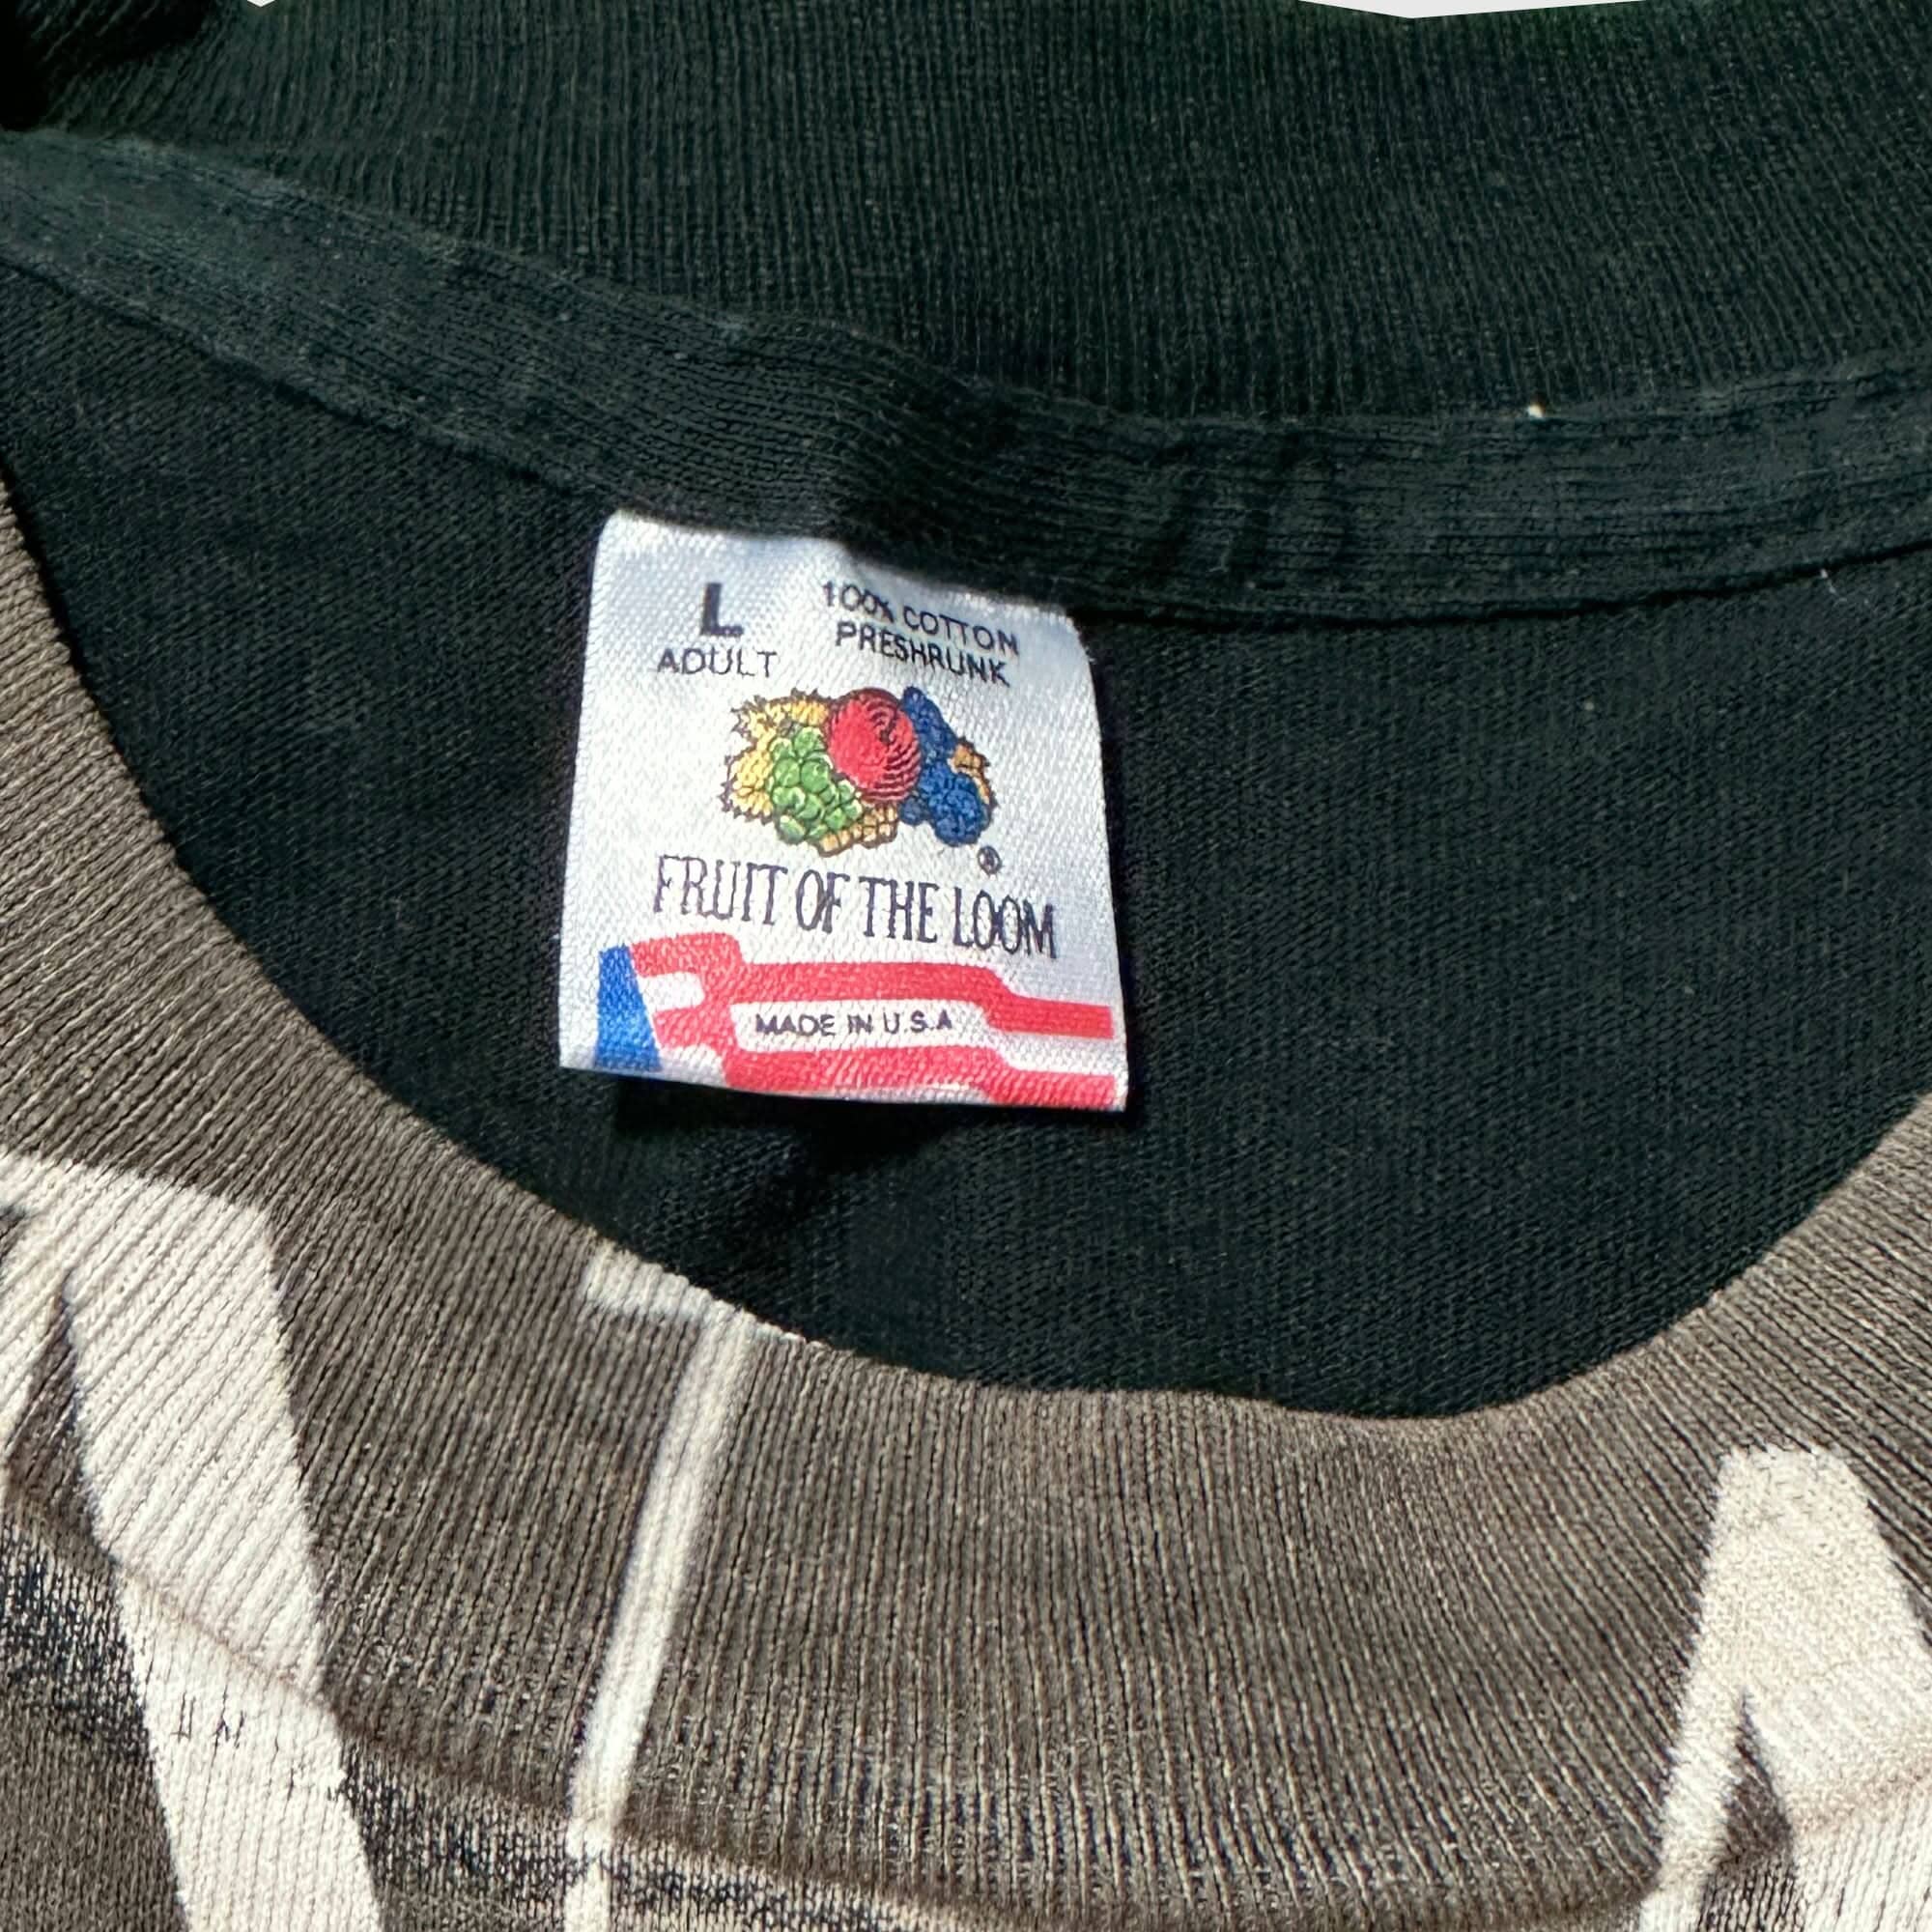 L
ADULT
100% COTTON
PRESHRUNK
®
FRUIT OF THE LOOM
MADE IN U.S.A